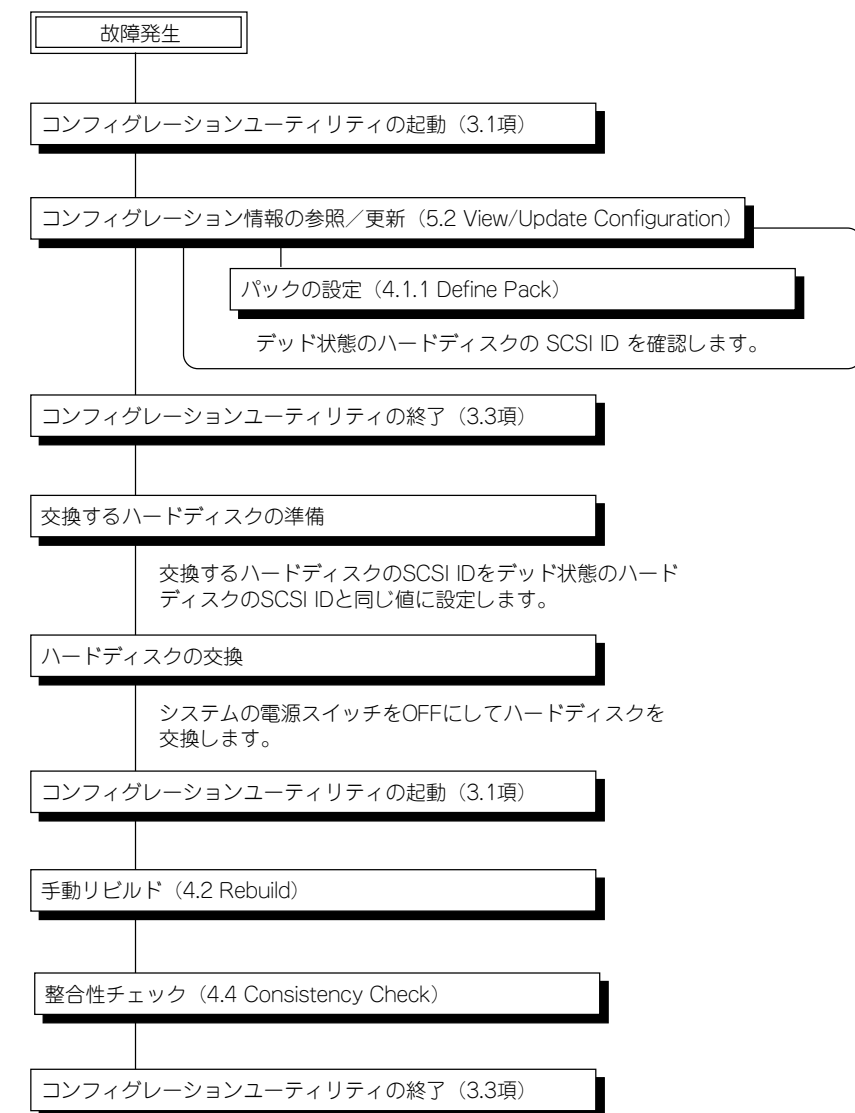 故障発生
コンフィグレーションユーティリティの起動（3.1項）
コンフィグレーション情報の参照／更新（5.2 View/Update Configuration）
パックの設定（4.1.1 Define Pack）
デッド状態のハードディスクの SCSI ID を確認します。
コンフィグレーションユーティリティの終了（3.3項）
交換するハードディスクの準備
交換するハードディスクのSCSI IDをデッド状態のハード
ディスクのSCSI IDと同じ値に設定します。
ハードディスクの交換
システムの電源スイッチをOFFにしてハードディスクを
交換します。
コンフィグレーションユーティリティの起動（3.1項）
手動リビルド（4.2 Rebuild）
整合性チェック（4.4 Consistency Check）
コンフィグレーションユーティリティの終了（3.3項）